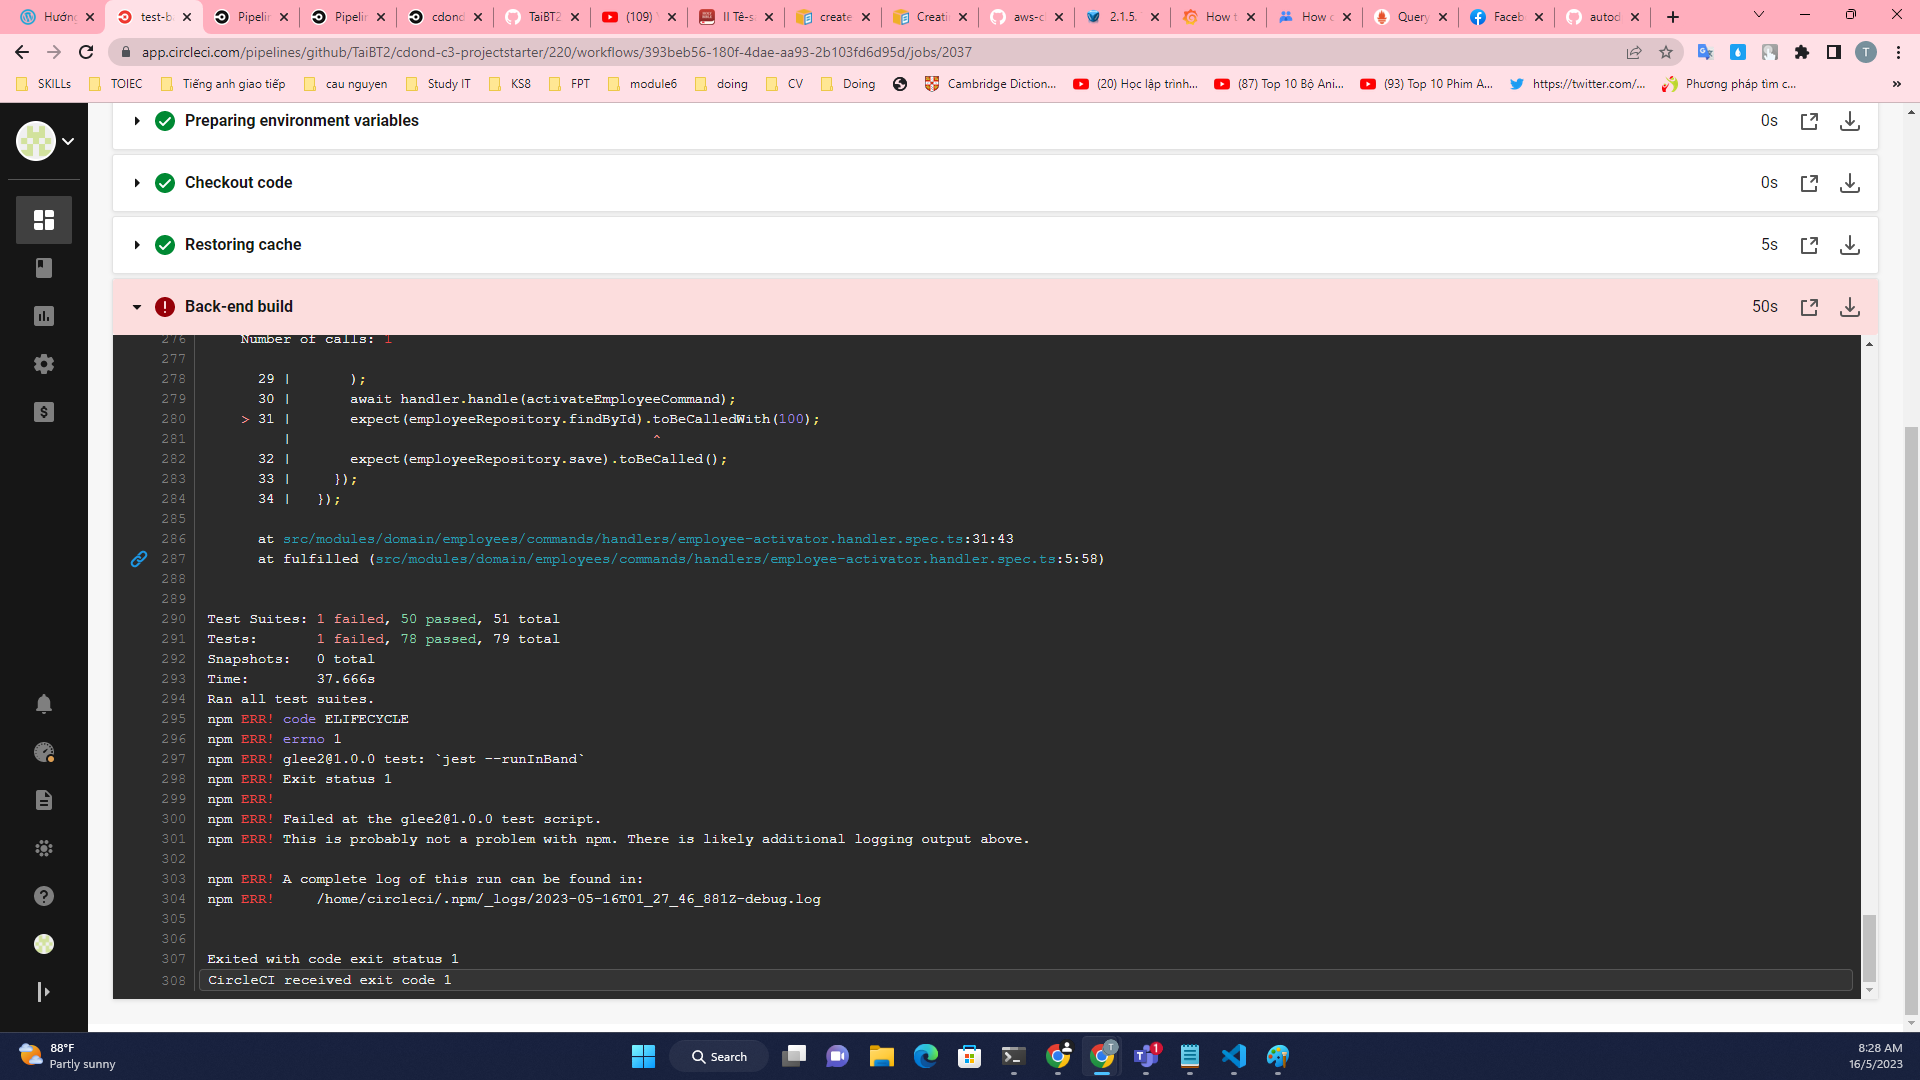 Hướng
test-ba
Pipelin
Pipelin
cdond
TaiBT2
(109)
II Tê-sa
create
Creatin
aws-cl
2.1.5.
How t
How c
Query
Faceb
autod
app.circleci.com/pipelines/github/TaiBT2/cdond-c3-projectstarter/220/workflows/393beb56-180f-4dae-aa93-2b103fd6d95d/jobs/2037
T
SKILLs
TOIEC
Tiếng anh giao tiếp
cau nguyen
Study IT
KS8
FPT
module6
doing
CV
Doing
Cambridge Diction...
(20) Học lập trình...
(87) Top 10 Bộ Ani...
(93) Top 10 Phim A...
https://twitter.com/...
Phương pháp tìm c...
»
Preparing environment variables 0s
Checkout code 0s
Restoring cache 5s
Back-end build 50s
276 Number of calls: 1
277
278 29 | );
279 30 | await handler.handle(activateEmployeeCommand);
280 > 31 | expect(employeeRepository.findById).toBeCalledWith(100);
281 | ^
282 32 | expect(employeeRepository.save).toBeCalled();
283 33 | });
284 34 | });
285
286 at src/modules/domain/employees/commands/handlers/employee-activator.handler.spec.ts:31:43
287 at fulfilled (src/modules/domain/employees/commands/handlers/employee-activator.handler.spec.ts:5:58)
288
289
290 Test Suites: 1 failed, 50 passed, 51 total
291 Tests: 1 failed, 78 passed, 79 total
292 Snapshots: 0 total
293 Time: 37.666s
294 Ran all test suites.
295 npm ERR! code ELIFECYCLE
296 npm ERR! errno 1
297 npm ERR! glee2@1.0.0 test: `jest --runInBand`
298 npm ERR! Exit status 1
299 npm ERR!
300 npm ERR! Failed at the glee2@1.0.0 test script.
301 npm ERR! This is probably not a problem with npm. There is likely additional logging output above.
302
303 npm ERR! A complete log of this run can be found in:
304 npm ERR! /home/circleci/.npm/_logs/2023-05-16T01_27_46_881Z-debug.log
305
306
307 Exited with code exit status 1
308 CircleCI received exit code 1
88°F
Partly sunny
Search
T
1
8:28 AM
16/5/2023